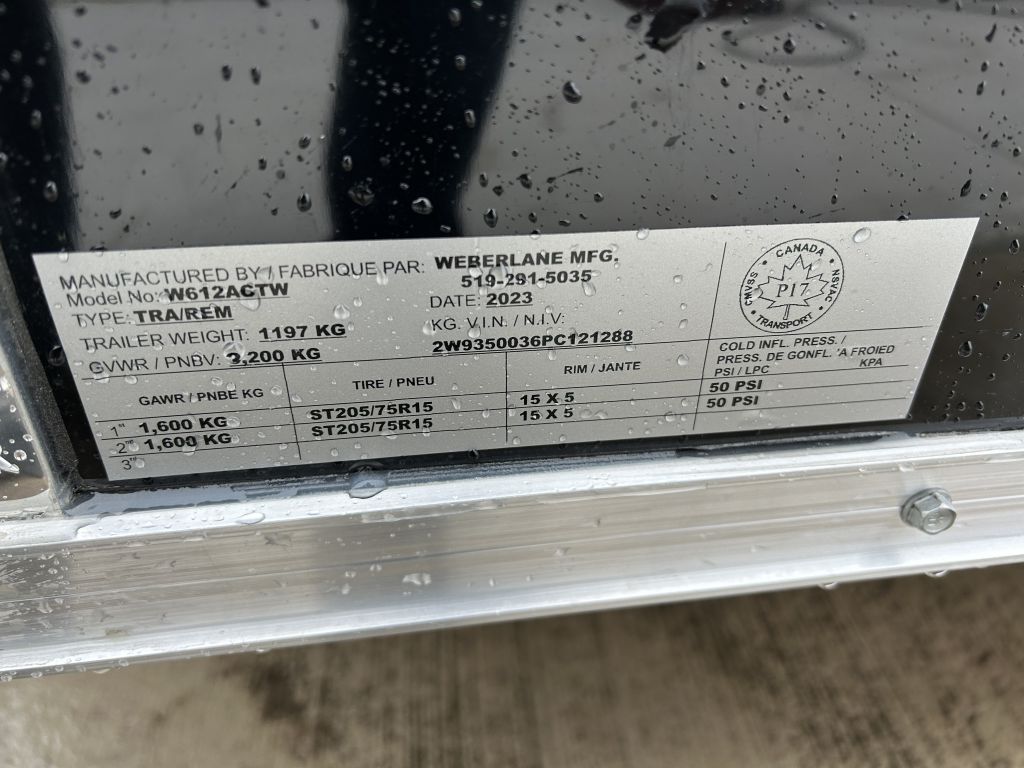 MANUFACTURED BY / FABRIQUE PAR: WEBERLANE MFG.
519-291-5035
Model No: W612ACTW
DATE: 2023
TYPE: TRA/REM
TRAILER WEIGHT: 1197 KG
KG. V.I.N. / N.I.V:
GVWR / PNBV: 3,200 KG
2W9350036PC121288
CANADA
CMVSS
NSVAC
P17
TRANSPORT
GAWR / PNBE KG
TIRE / PNEU
RIM / JANTE
COLD INFL. PRESS. /
PRESS. DE GONFL. 'A FROIED
PSI / LPC KPA
1st 1,600 KG ST205/75R15 15 X 5 50 PSI
2nd 1,600 KG ST205/75R15 15 X 5 50 PSI
3rd